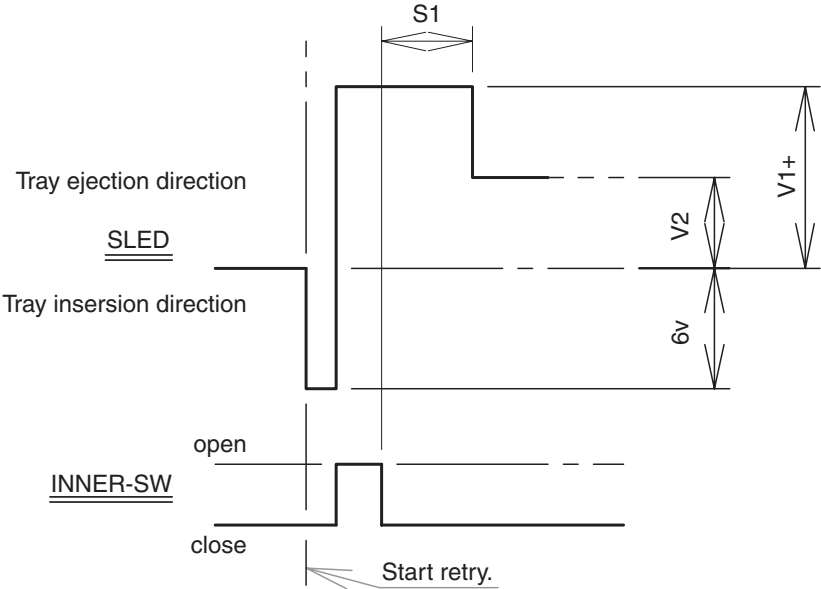 S1
Tray ejection direction
V1+
V2
SLED
Tray insersion direction
6v
open
INNER-SW
close
Start retry.